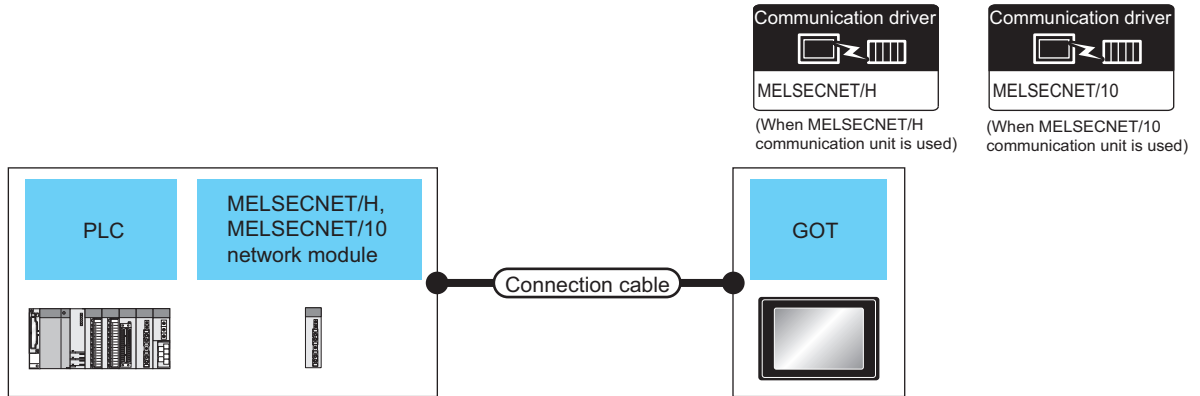 Communication driver
MELSECNET/H
(When MELSECNET/H
communication unit is used)
Communication driver
MELSECNET/10
(When MELSECNET/10
communication unit is used)
PLC
MELSECNET/H,
MELSECNET/10
network module
Connection cable
GOT